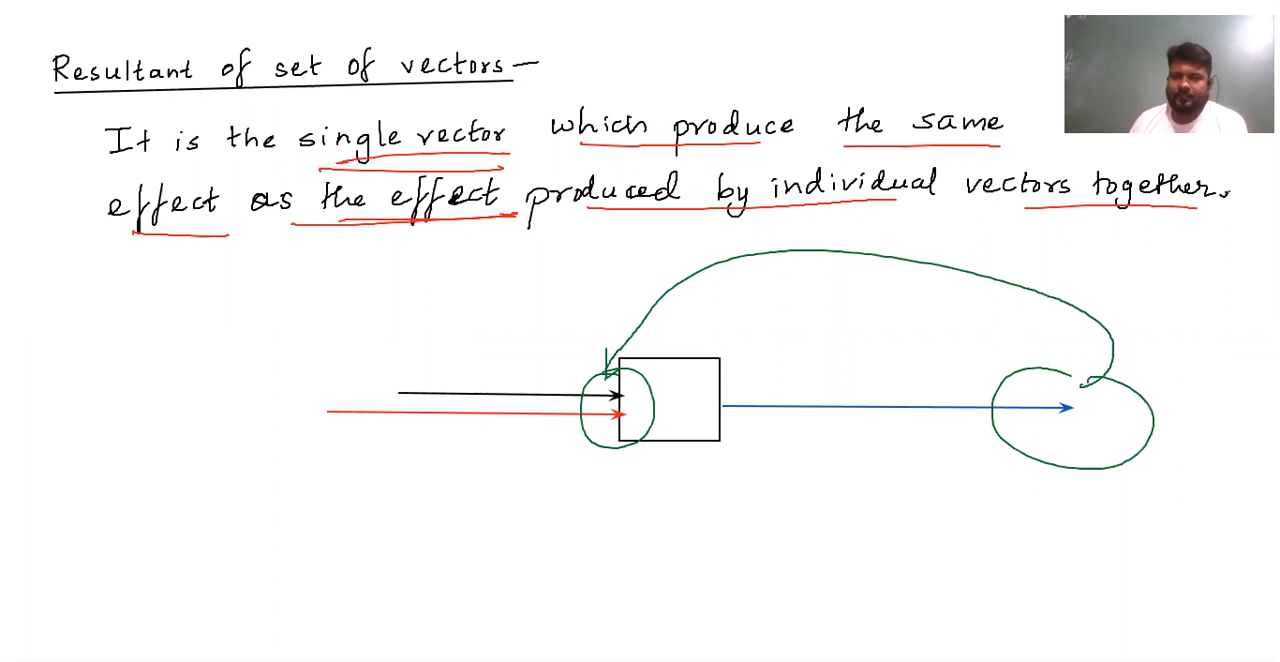 Resultant of set of vectors —
It is the single vector which produce the same
effect as the effect produced by individual vectors together.